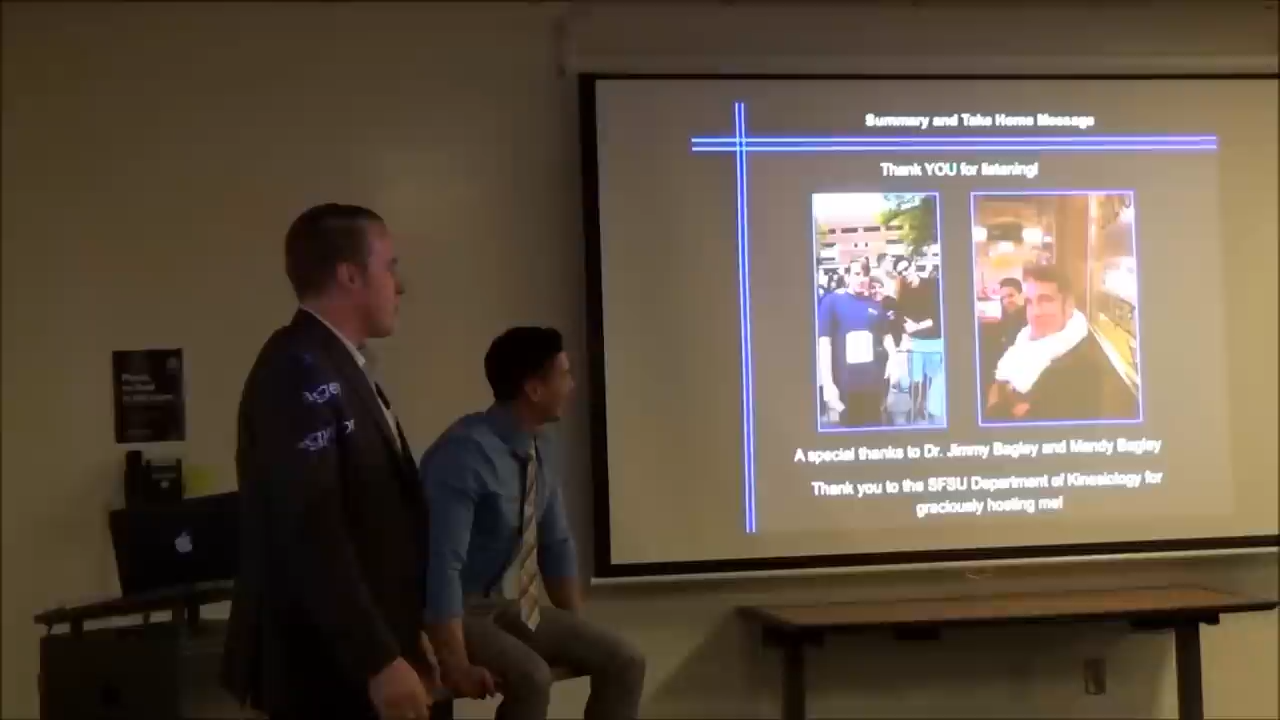 Summary and Take Home Message
Thank YOU for listening!
A special thanks to Dr. Jimmy Bagley and Mandy Bagley
Thank you to the SFSU Department of Kinesiology for
graciously hosting me!